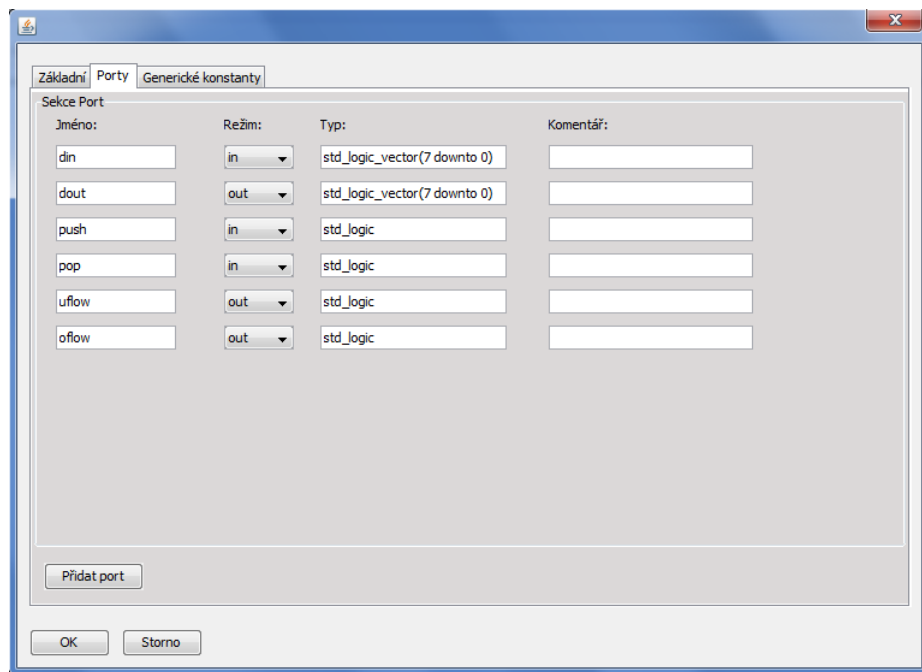 x
Základní Porty Generické konstanty
Sekce Port
Jméno: Režim: Typ: Komentář:
din in std_logic_vector(7 downto 0)
dout out std_logic_vector(7 downto 0)
push in std_logic
pop in std_logic
uflow out std_logic
oflow out std_logic
Přidat port
OK Storno